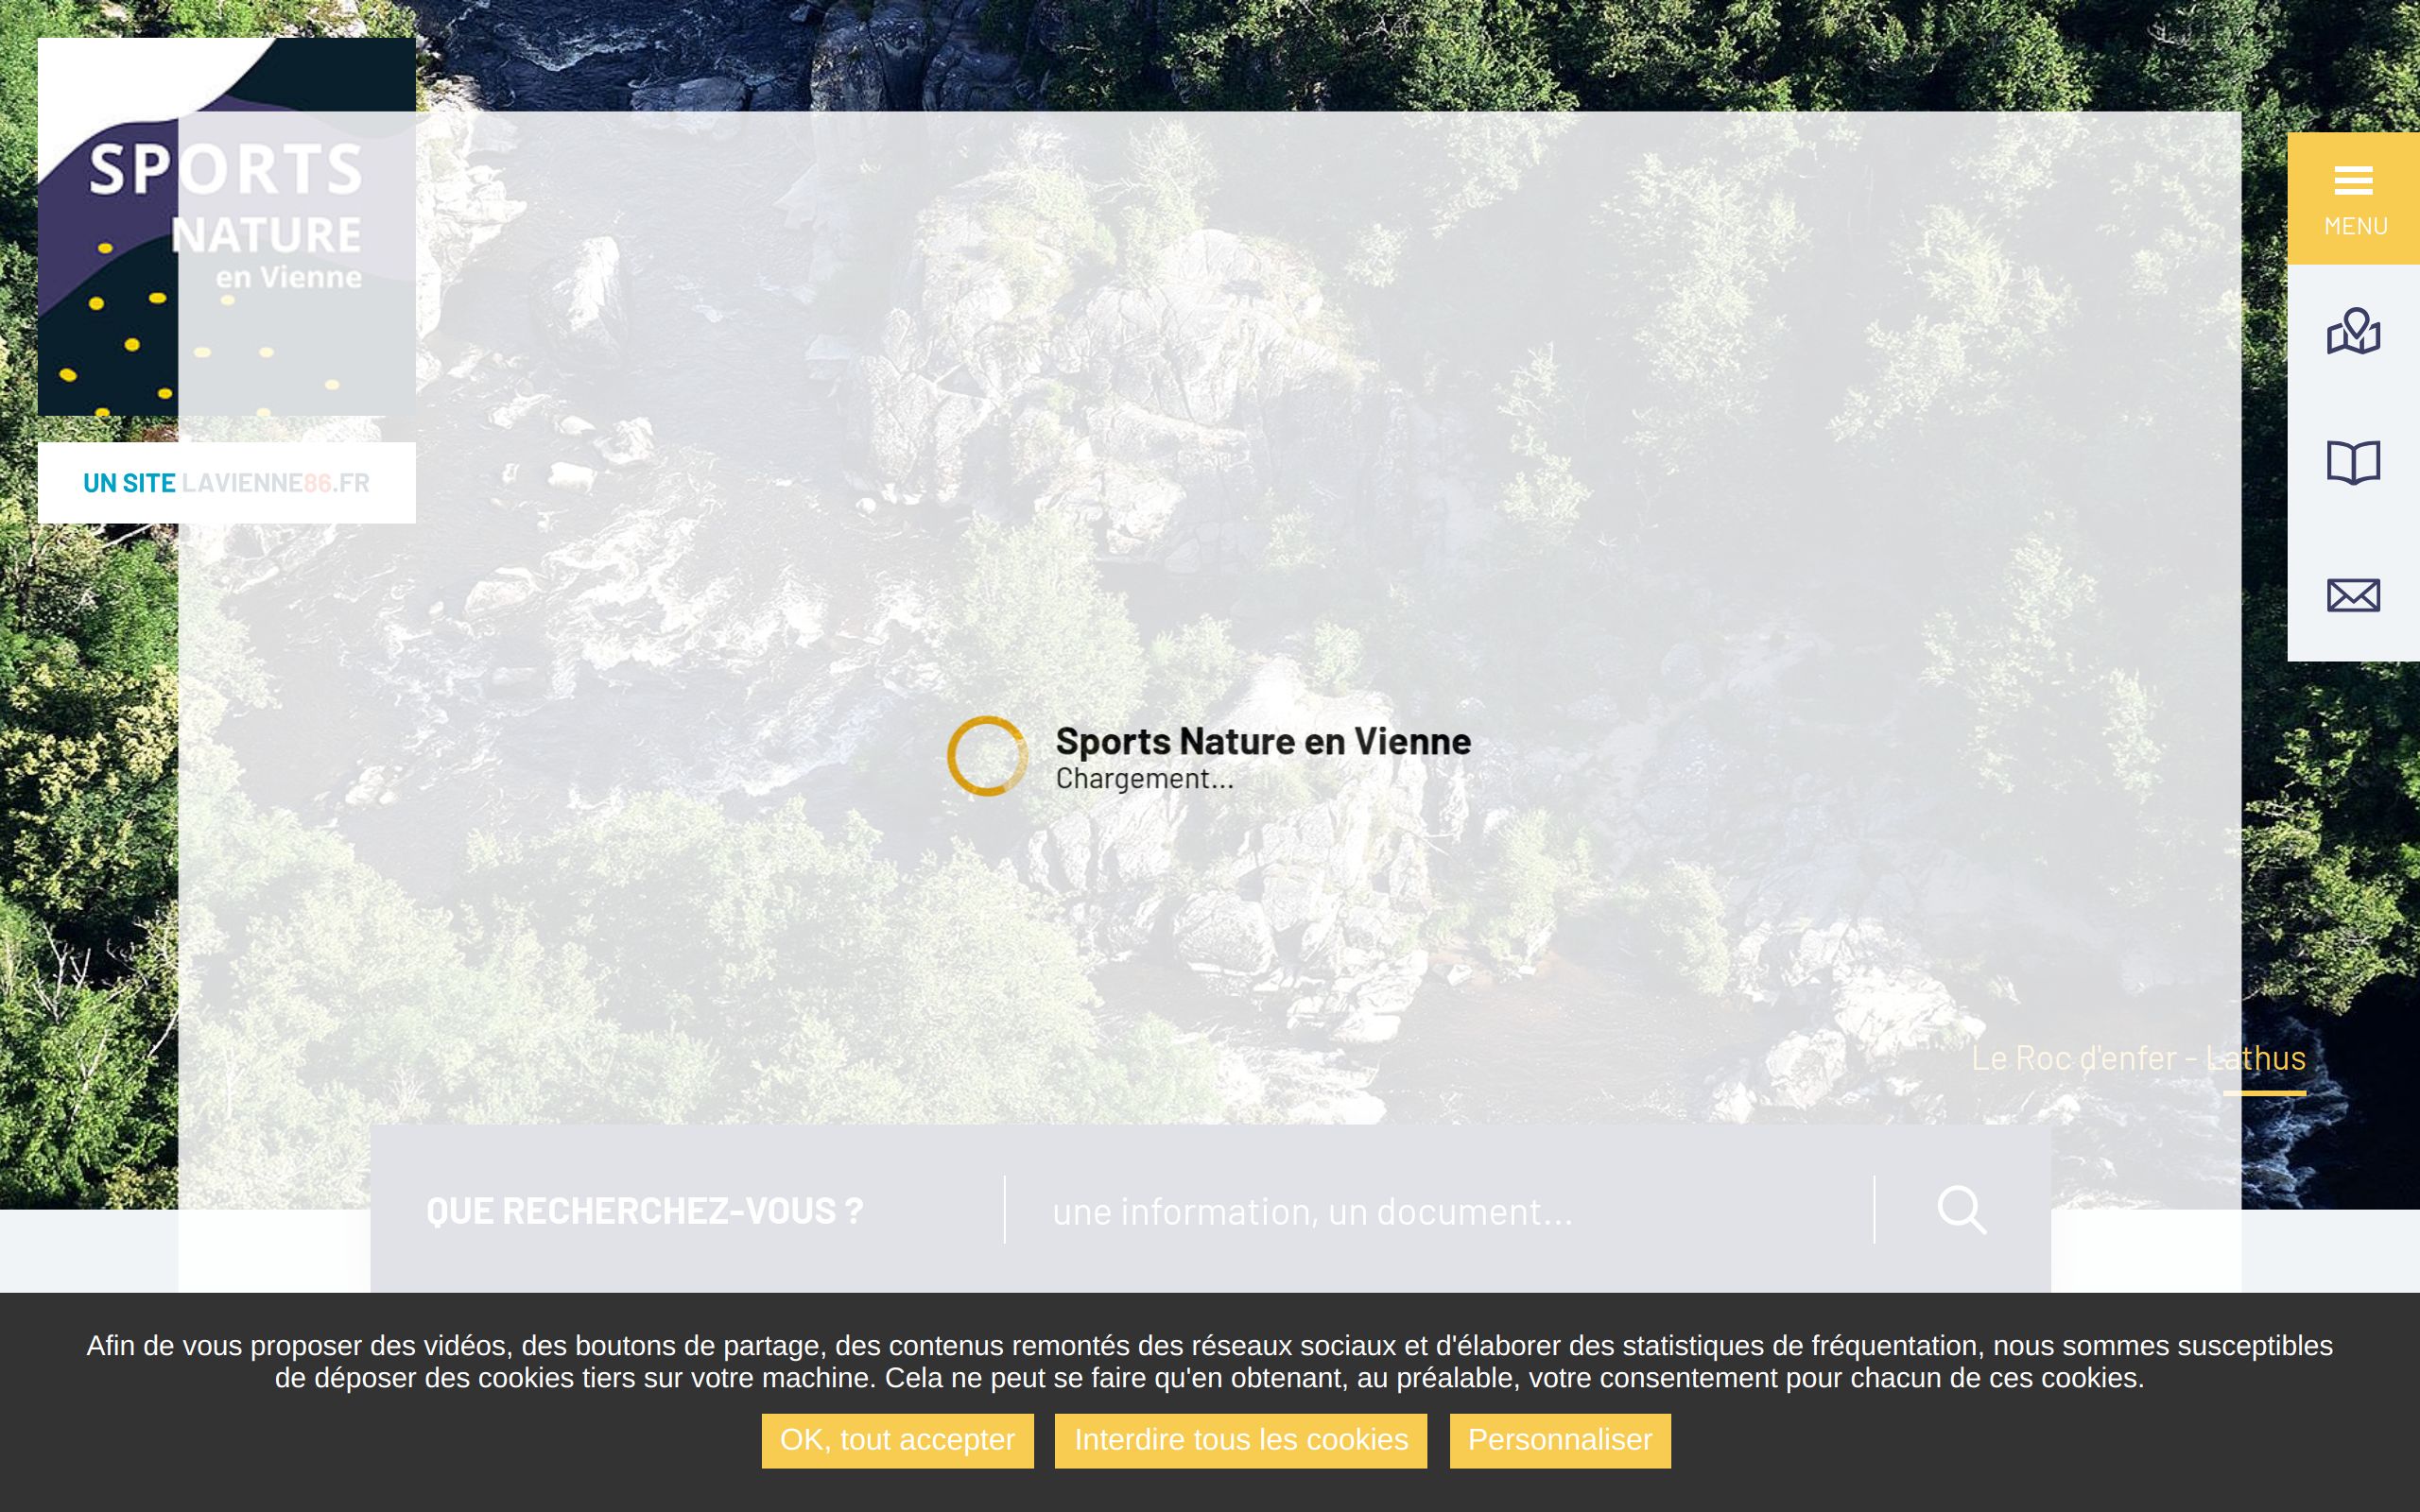 SPORTS
NATURE
en Vienne
UN SITE LAVIENNE86.FR
MENU
Sports Nature en Vienne
Chargement...
Le Roc d'enfer - Lathus
QUE RECHERCHEZ-VOUS ?
une information, un document...
Afin de vous proposer des vidéos, des boutons de partage, des contenus remontés des réseaux sociaux et d'élaborer des statistiques de fréquentation, nous sommes susceptibles
de déposer des cookies tiers sur votre machine. Cela ne peut se faire qu'en obtenant, au préalable, votre consentement pour chacun de ces cookies.
OK, tout accepter
Interdire tous les cookies
Personnaliser